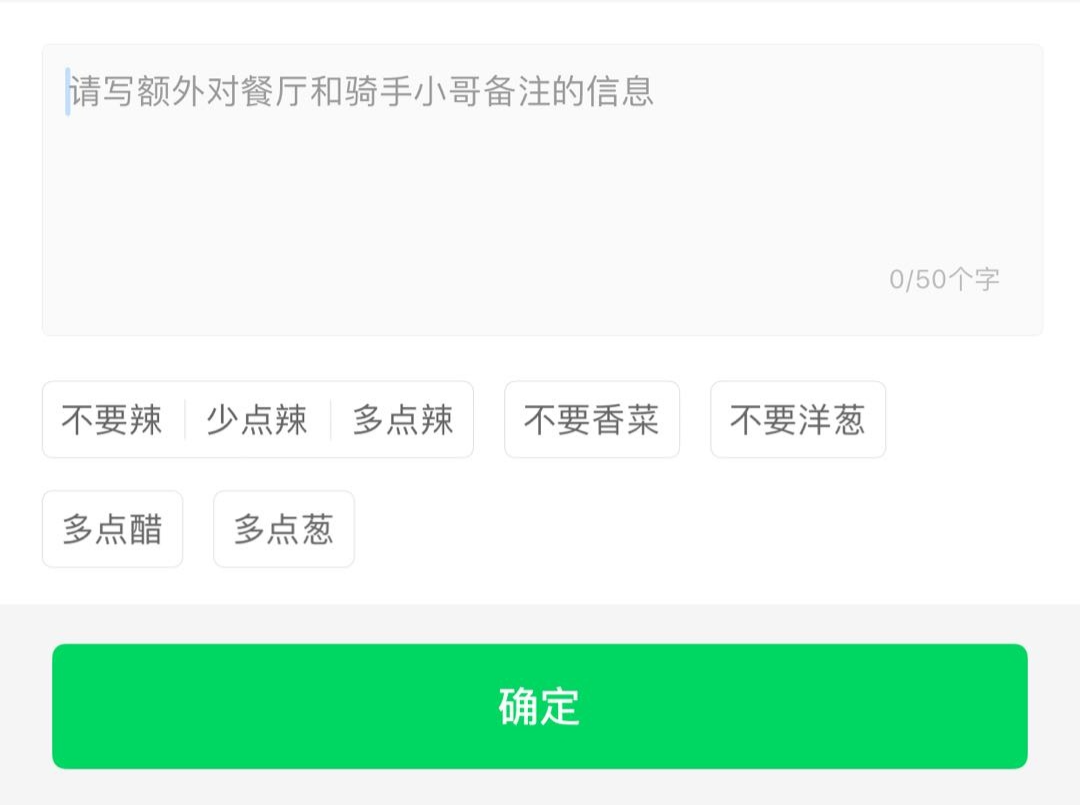 请写额外对餐厅和骑手小哥备注的信息
0/50个字
不要辣 少点辣 多点辣 不要香菜 不要洋葱
多点醋 多点葱
确定